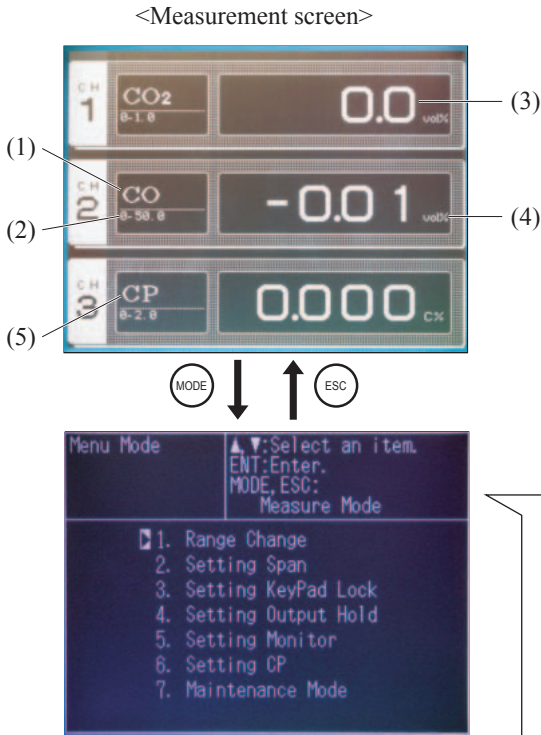 <Measurement screen>
CH 1 CO2 0-1.0 0.0 vol% (3)
(1)
CH 2 CO 0-50.0 -0.01 vol% (4)
(2)
CH 3 CP 0-2.0 0.000 C%
(5)
MODE ESC
Menu Mode
▲,▼:Select an item.
ENT:Enter.
MODE,ESC:
Measure Mode
1. Range Change
2. Setting Span
3. Setting KeyPad Lock
4. Setting Output Hold
5. Setting Monitor
6. Setting CP
7. Maintenance Mode